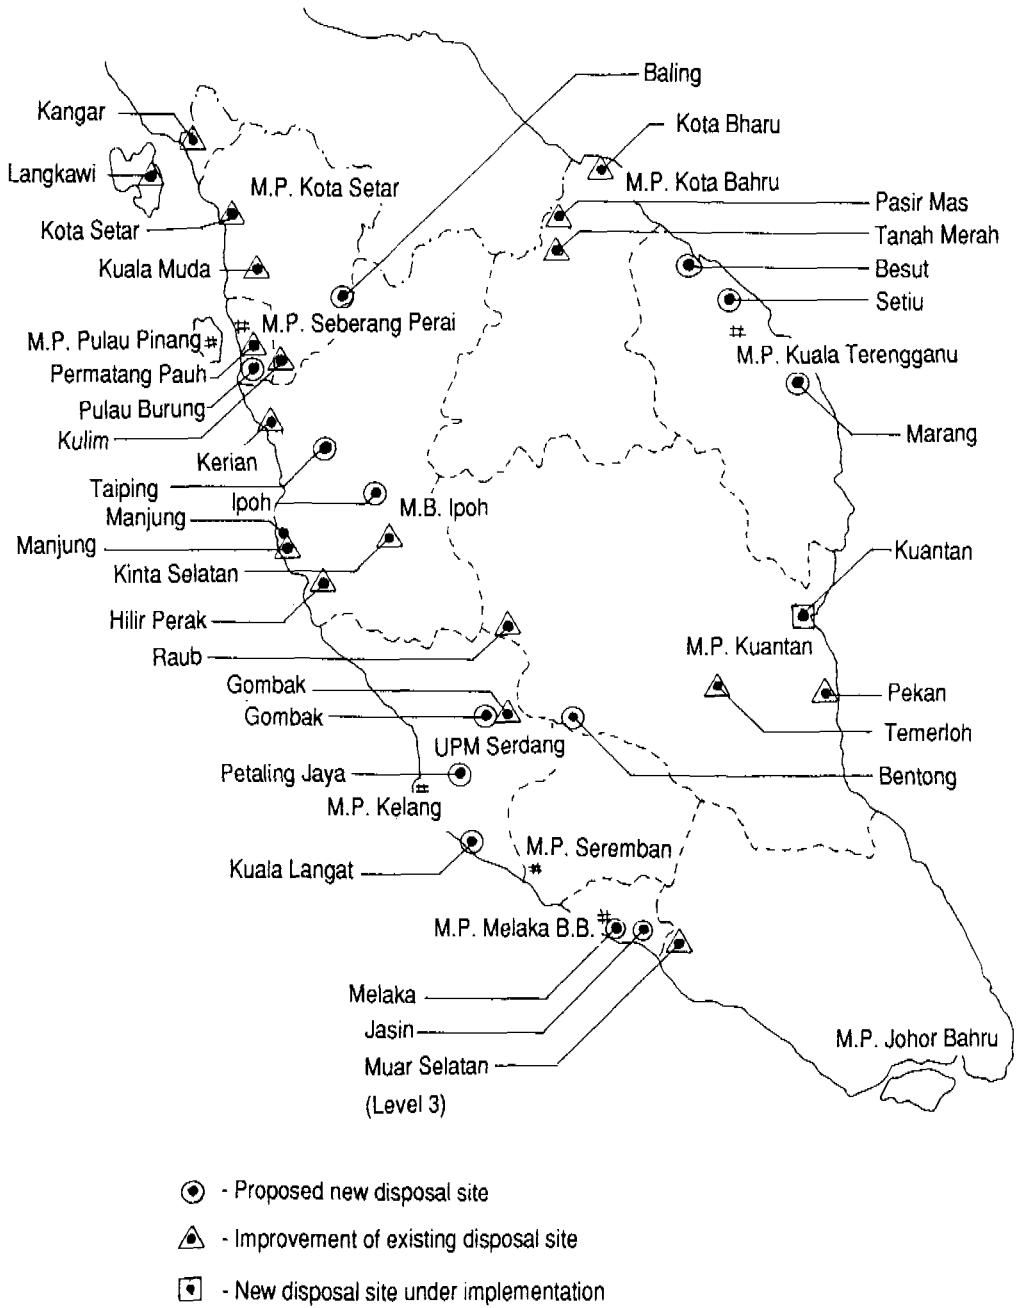 Baling
Kangar
Kota Bharu
Langkawi
M.P. Kota Setar
M.P. Kota Bahru
Pasir Mas
Kota Setar
Tanah Merah
Kuala Muda
Besut
Setiu
M.P. Seberang Perai
#
M.P. Pulau Pinang #
#
M.P. Kuala Terengganu
Permatang Pauh
Pulau Burung
Kulim
Marang
Kerian
Taiping
Ipoh
M.B. Ipoh
Manjung
Manjung
Kuantan
Kinta Selatan
Hilir Perak
M.P. Kuantan
Raub
Gombak
Pekan
Gombak
Temerloh
UPM Serdang
Petaling Jaya
Bentong
#
M.P. Kelang
M.P. Seremban
#
Kuala Langat
#
M.P. Melaka B.B.
Melaka
Jasin
M.P. Johor Bahru
Muar Selatan
(Level 3)
- Proposed new disposal site
- Improvement of existing disposal site
- New disposal site under implementation